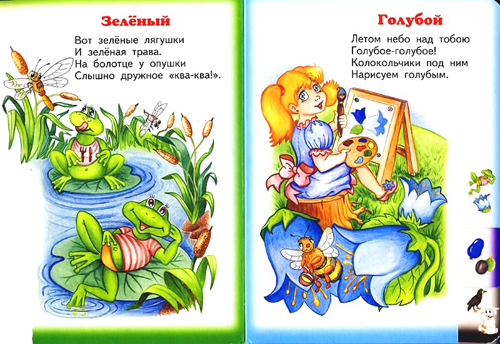 Зелёный
Вот зелёные лягушки
И зелёная трава.
На болотце у опушки
Слышно дружное «ква-ква!».
Голубой
Летом небо над тобою
Голубое-голубое!
Колокольчики под ним
Нарисуем голубым.